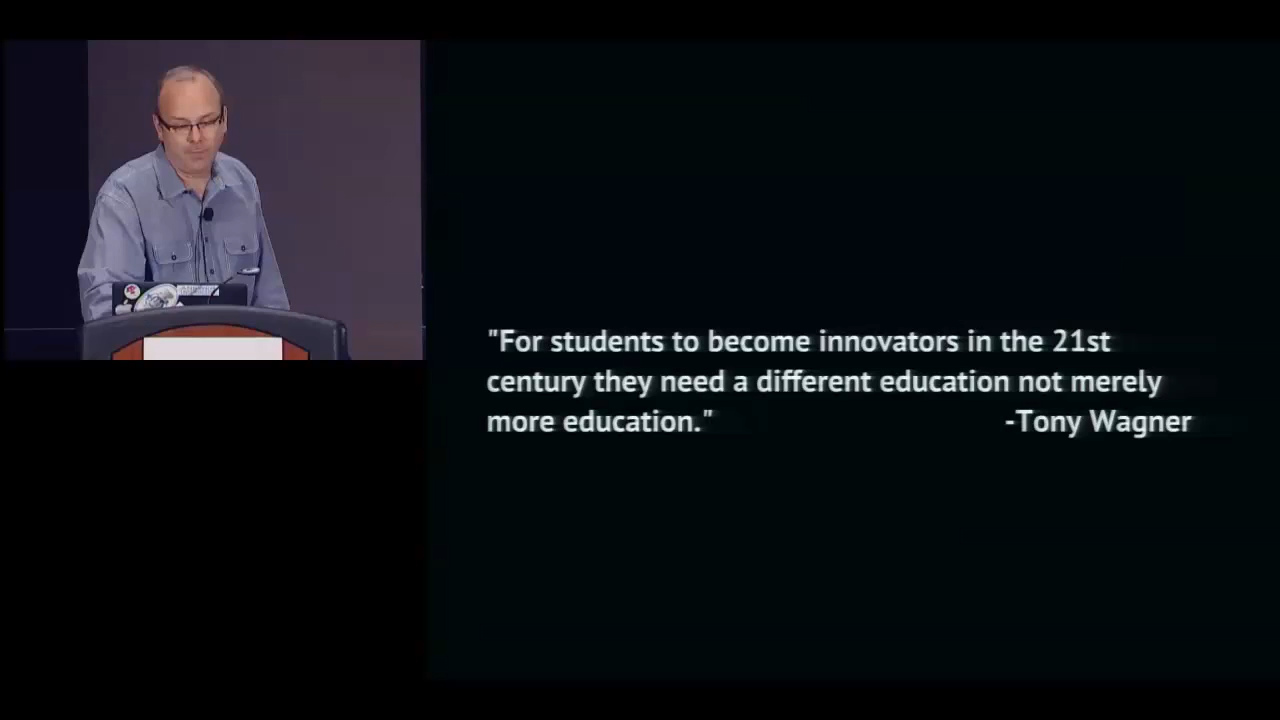 "For students to become innovators in the 21st
century they need a different education not merely
more education."
-Tony Wagner